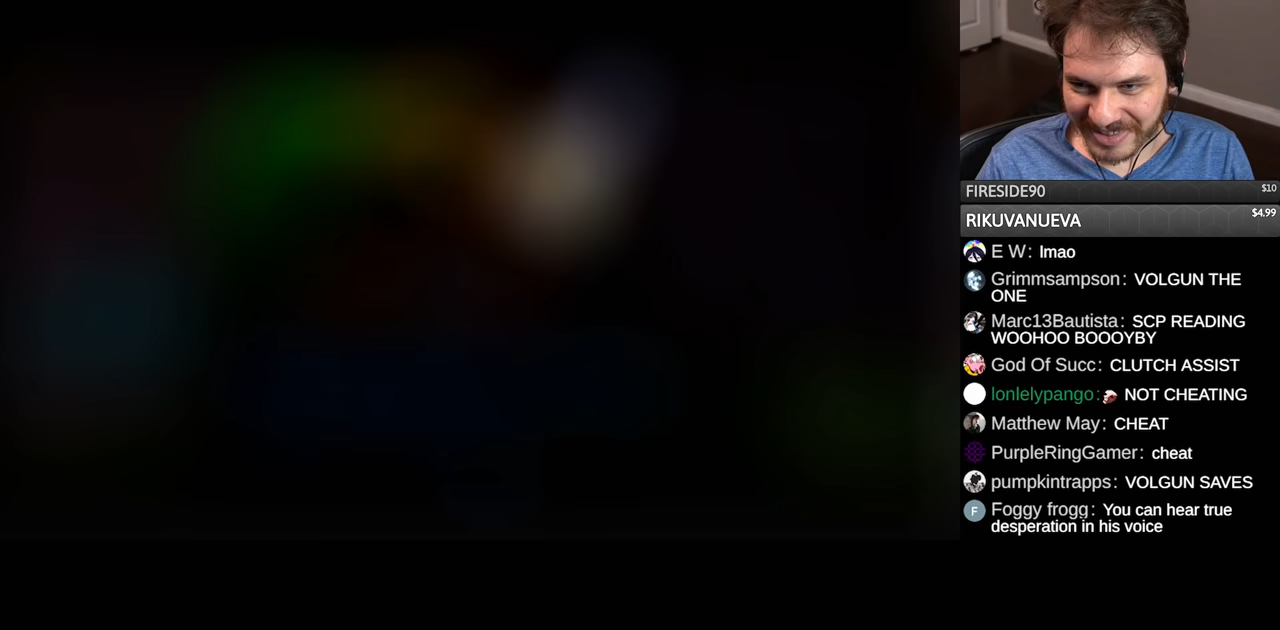 FIRESIDE90 $10
RIKUVANUEVA $4.99
E W: lmao
Grimmsampson: VOLGUN THE
ONE
Marc13Bautista: SCP READING
WOOHOO BOOOYBY
God Of Succ: CLUTCH ASSIST
lonlelypango: NOT CHEATING
Matthew May: CHEAT
PurpleRingGamer: cheat
pumpkintrapps: VOLGUN SAVES
F Foggy frogg: You can hear true
desperation in his voice